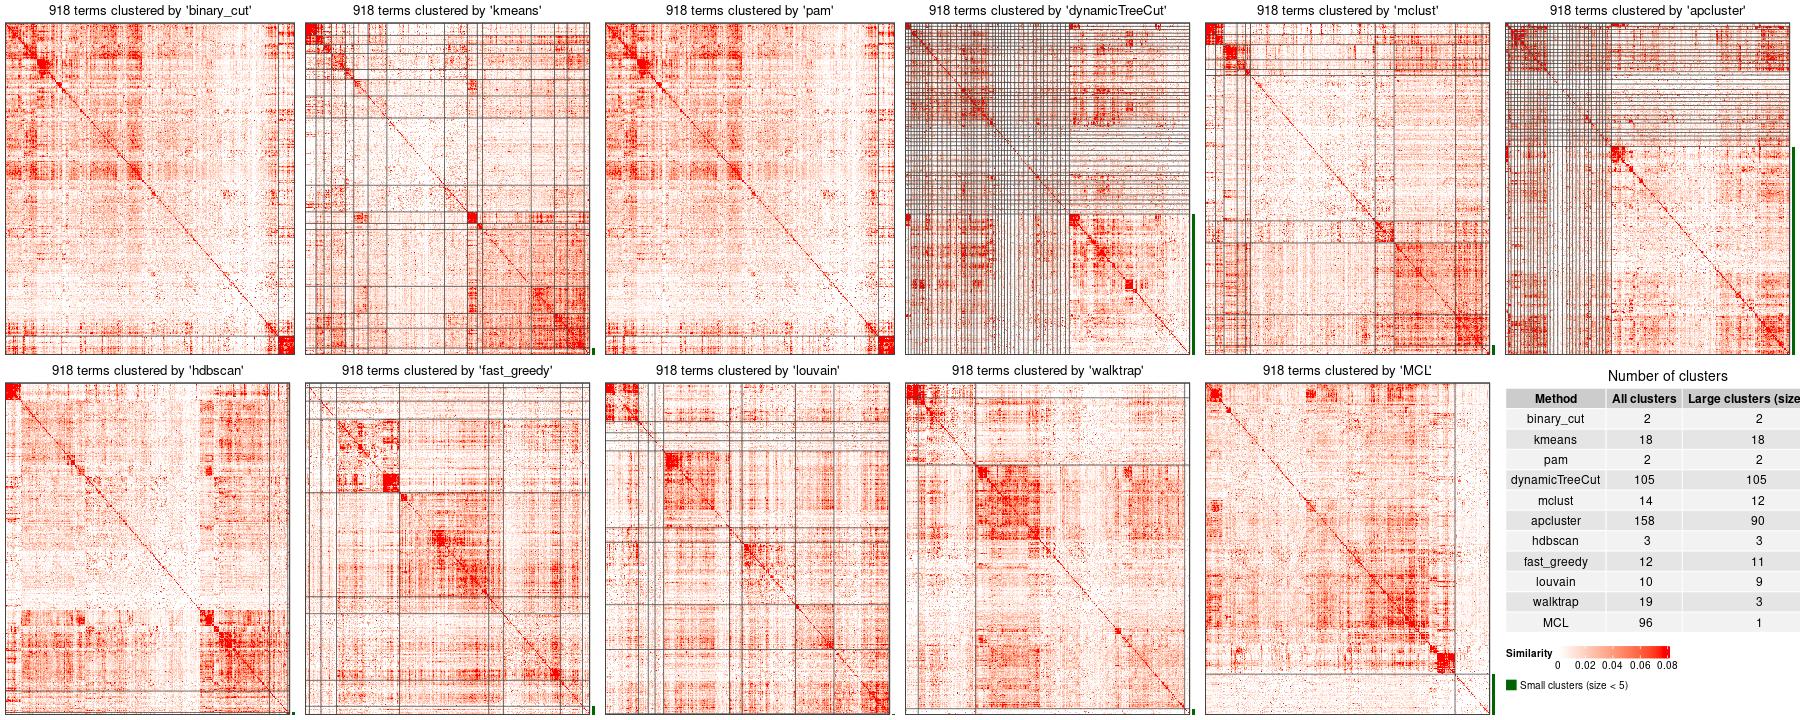 918 terms clustered by 'binary_cut'
918 terms clustered by 'kmeans'
918 terms clustered by 'pam'
918 terms clustered by 'dynamicTreeCut'
918 terms clustered by 'mclust'
918 terms clustered by 'apcluster'
918 terms clustered by 'hdbscan'
918 terms clustered by 'fast_greedy'
918 terms clustered by 'louvain'
918 terms clustered by 'walktrap'
918 terms clustered by 'MCL'
Number of clusters
Method All clusters Large clusters (size
binary_cut 2 2
kmeans 18 18
pam 2 2
dynamicTreeCut 105 105
mclust 14 12
apcluster 158 90
hdbscan 3 3
fast_greedy 12 11
louvain 10 9
walktrap 19 3
MCL 96 1
Similarity
0 0.02 0.04 0.06 0.08
Small clusters (size < 5)